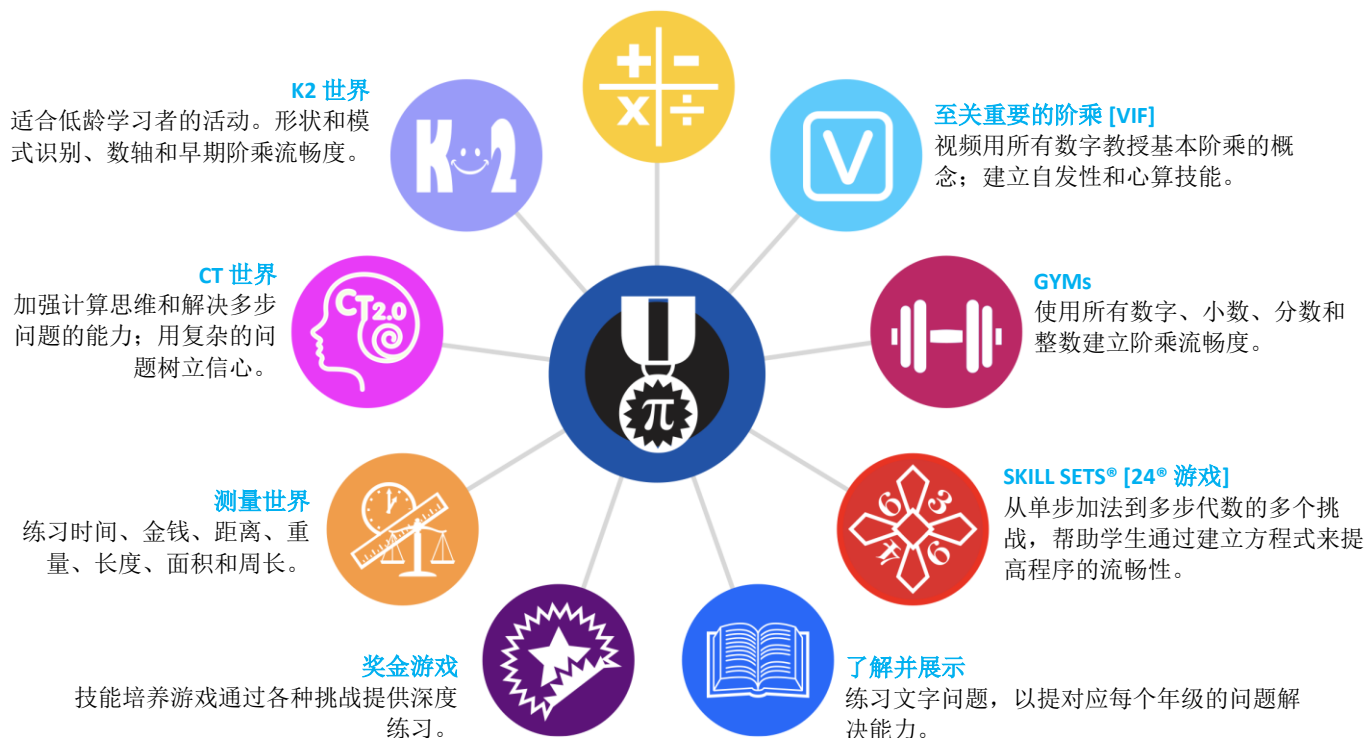 + -
x ÷
K2 世界
适合低龄学习者的活动。形状和模
式识别、数轴和早期阶乘流畅度。
K-2
V
至关重要的阶乘 [VIF]
视频用所有数字教授基本阶乘的概
念；建立自发性和心算技能。
CT 世界
加强计算思维和解决多步
问题的能力；用复杂的问
题树立信心。
CT2.0
π
GYMs
使用所有数字、小数、分数和
整数建立阶乘流畅度。
测量世界
练习时间、金钱、距离、重
量、长度、面积和周长。
6 3
4 9
SKILL SETS® [24® 游戏]
从单步加法到多步代数的多个挑
战，帮助学生通过建立方程式来提
高程序的流畅性。
奖金游戏
技能培养游戏通过各种挑战提供深度
练习。
了解并展示
练习文字问题，以提对应每个年级的问题解
决能力。